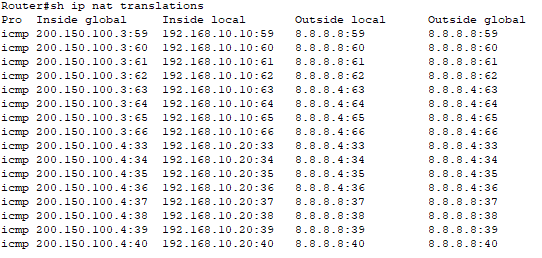 Router#sh ip nat translations
Pro Inside global Inside local Outside local Outside global
icmp 200.150.100.3:59 192.168.10.10:59 8.8.8.8:59 8.8.8.8:59
icmp 200.150.100.3:60 192.168.10.10:60 8.8.8.8:60 8.8.8.8:60
icmp 200.150.100.3:61 192.168.10.10:61 8.8.8.8:61 8.8.8.8:61
icmp 200.150.100.3:62 192.168.10.10:62 8.8.8.8:62 8.8.8.8:62
icmp 200.150.100.3:63 192.168.10.10:63 8.8.8.4:63 8.8.8.4:63
icmp 200.150.100.3:64 192.168.10.10:64 8.8.8.4:64 8.8.8.4:64
icmp 200.150.100.3:65 192.168.10.10:65 8.8.8.4:65 8.8.8.4:65
icmp 200.150.100.3:66 192.168.10.10:66 8.8.8.4:66 8.8.8.4:66
icmp 200.150.100.4:33 192.168.10.20:33 8.8.8.4:33 8.8.8.4:33
icmp 200.150.100.4:34 192.168.10.20:34 8.8.8.4:34 8.8.8.4:34
icmp 200.150.100.4:35 192.168.10.20:35 8.8.8.4:35 8.8.8.4:35
icmp 200.150.100.4:36 192.168.10.20:36 8.8.8.4:36 8.8.8.4:36
icmp 200.150.100.4:37 192.168.10.20:37 8.8.8.8:37 8.8.8.8:37
icmp 200.150.100.4:38 192.168.10.20:38 8.8.8.8:38 8.8.8.8:38
icmp 200.150.100.4:39 192.168.10.20:39 8.8.8.8:39 8.8.8.8:39
icmp 200.150.100.4:40 192.168.10.20:40 8.8.8.8:40 8.8.8.8:40